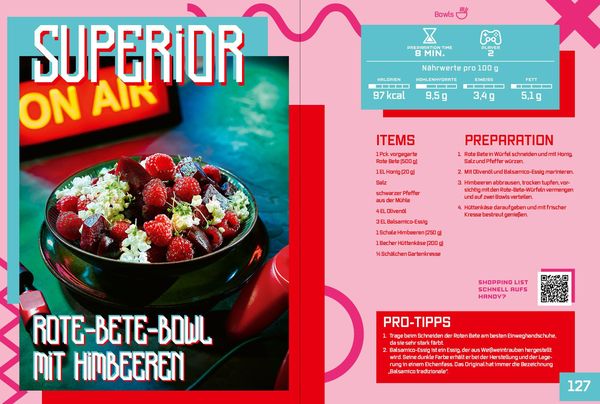 SUPERiOR
ON AIR
ROTE-BETE-BOWL
MiT HiMBEEREN
Bowls
PREPARATION TIME
8 MIN.
PLAYER
2
Nährwerte pro 100 g
KALORIEN
97 kcal
KOHLENHYDRATE
9,5 g
EIWEISS
3,4 g
FETT
5,1 g
ITEMS
1 Pck. vorgegarte
Rote Bete (500 g)
1 EL Honig (20 g)
Salz
schwarzer Pfeffer
aus der Mühle
4 EL Olivenöl
3 EL Balsamico-Essig
1 Schale Himbeeren (250 g)
1 Becher Hüttenkäse (200 g)
½ Schälchen Gartenkresse
PREPARATION
1. Rote Bete in Würfel schneiden und mit Honig,
Salz und Pfeffer würzen.
2. Mit Olivenöl und Balsamico-Essig marinieren.
3. Himbeeren abbrausen, trocken tupfen, vor-
sichtig mit den Rote-Bete-Würfeln vermengen
und auf zwei Bowls verteilen.
4. Hüttenkäse darauf geben und mit frischer
Kresse bestreut genießen.
SHOPPING LIST
SCHNELL AUFS
HANDY?
PRO-TIPPS
1. Trage beim Schneiden der Roten Bete am besten Einweghandschuhe,
da sie sehr stark färbt.
2. Balsamico-Essig ist ein Essig, der aus Weißweintrauben hergestellt
wird. Seine dunkle Farbe erhält er bei der Herstellung und der Lage-
rung in einem Eichenfass. Das Original hat immer die Bezeichnung
„Balsamico tradizionale".
127